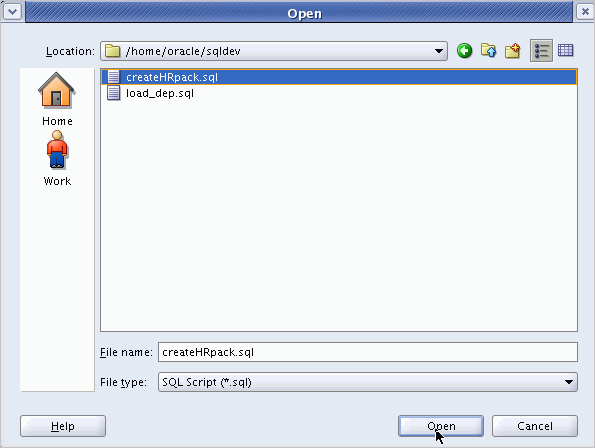 Open
Location: /home/oracle/sqldev
createHRpack.sql
load_dep.sql
Home
Work
File name: createHRpack.sql
File type: SQL Script (*.sql)
Help Open Cancel